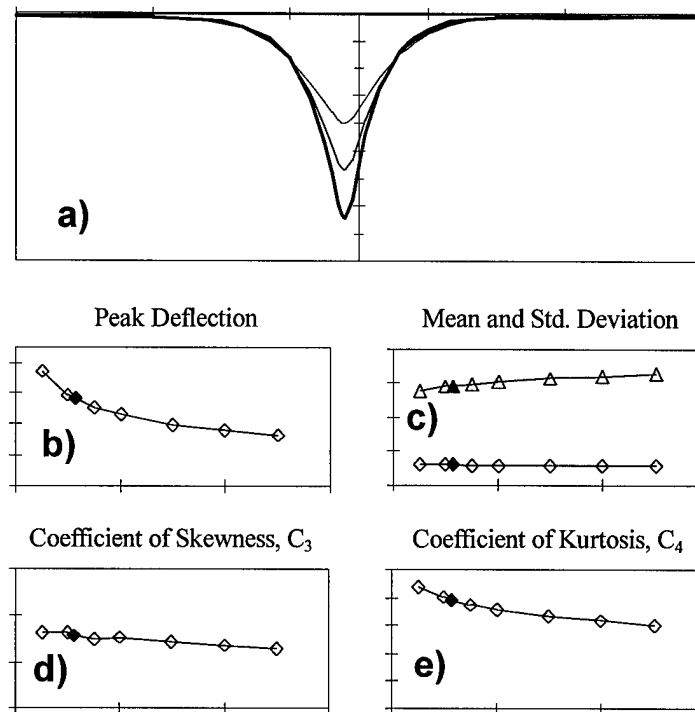 a)
Peak Deflection
Mean and Std. Deviation
b)
c)
Coefficient of Skewness, C3
Coefficient of Kurtosis, C4
d)
e)